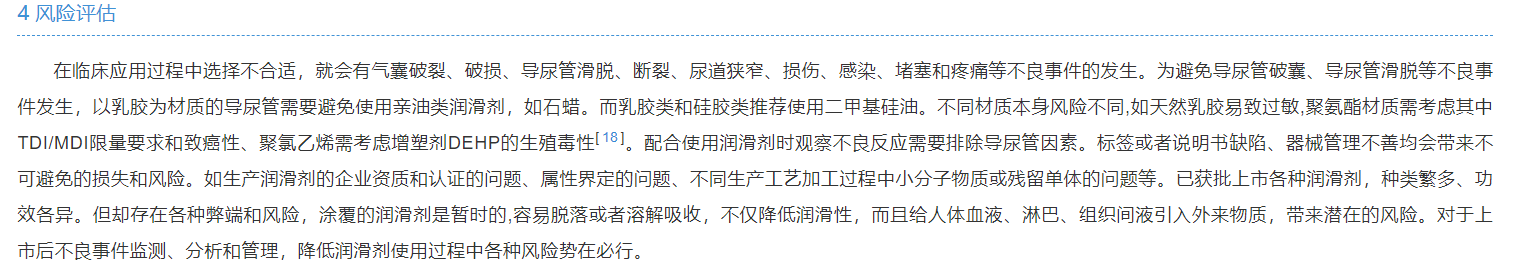 4 风险评估
在临床应用过程中选择不合适，就会有气囊破裂、破损、导尿管滑脱、断裂、尿道狭窄、损伤、感染、堵塞和疼痛等不良事件的发生。为避免导尿管破囊、导尿管滑脱等不良事
件发生，以乳胶为材质的导尿管需要避免使用亲油类润滑剂，如石蜡。而乳胶类和硅胶类推荐使用二甲基硅油。不同材质本身风险不同,如天然乳胶易致过敏,聚氨酯材质需考虑其中
TDI/MDI限量要求和致癌性、聚氯乙烯需考虑增塑剂DEHP的生殖毒性[18]。配合使用润滑剂时观察不良反应需要排除导尿管因素。标签或者说明书缺陷、器械管理不善均会带来不
可避免的损失和风险。如生产润滑剂的企业资质和认证的问题、属性界定的问题、不同生产工艺加工过程中小分子物质或残留单体的问题等。已获批上市各种润滑剂，种类繁多、功
效各异。但却存在各种弊端和风险，涂覆的润滑剂是暂时的,容易脱落或者溶解吸收，不仅降低润滑性，而且给人体血液、淋巴、组织间液引入外来物质，带来潜在的风险。对于上
市后不良事件监测、分析和管理，降低润滑剂使用过程中各种风险势在必行。